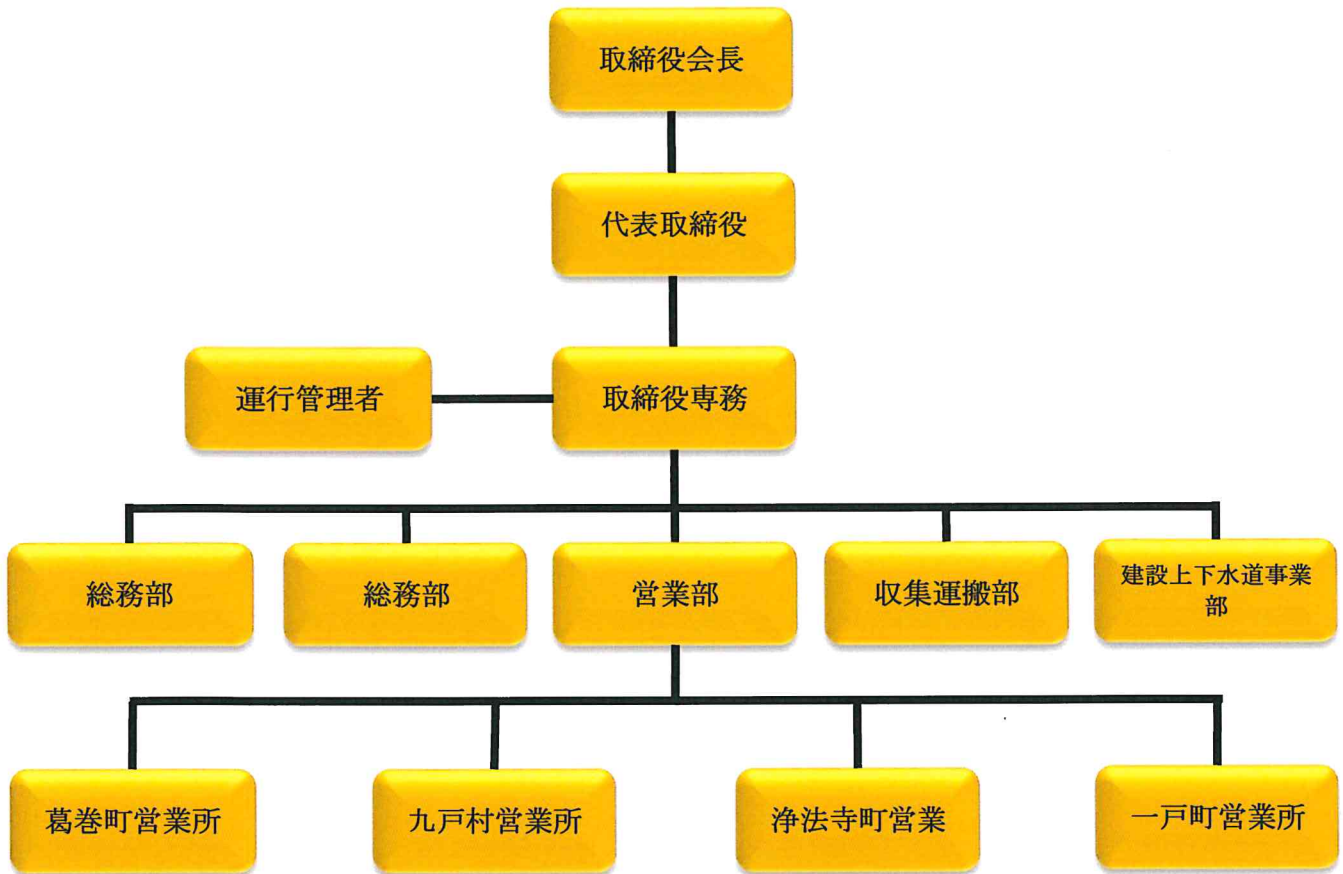 取締役会長
代表取締役
運行管理者
取締役専務
総務部
総務部
営業部
収集運搬部
建設上下水道事業
部
葛巻町営業所
九戸村営業所
浄法寺町営業
一戸町営業所